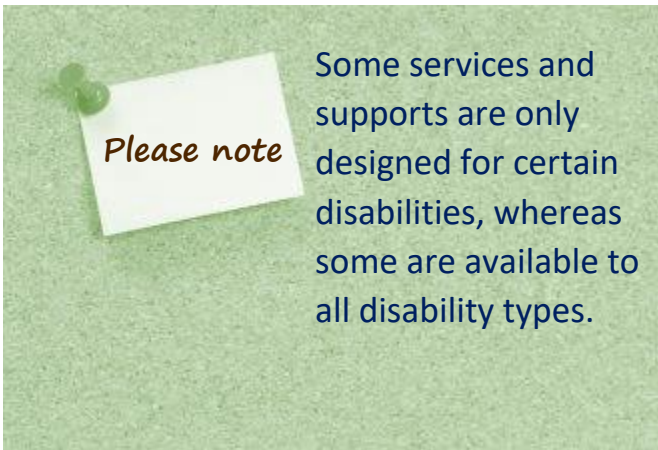 Please note
Some services and
supports are only
designed for certain
disabilities, whereas
some are available to
all disability types.